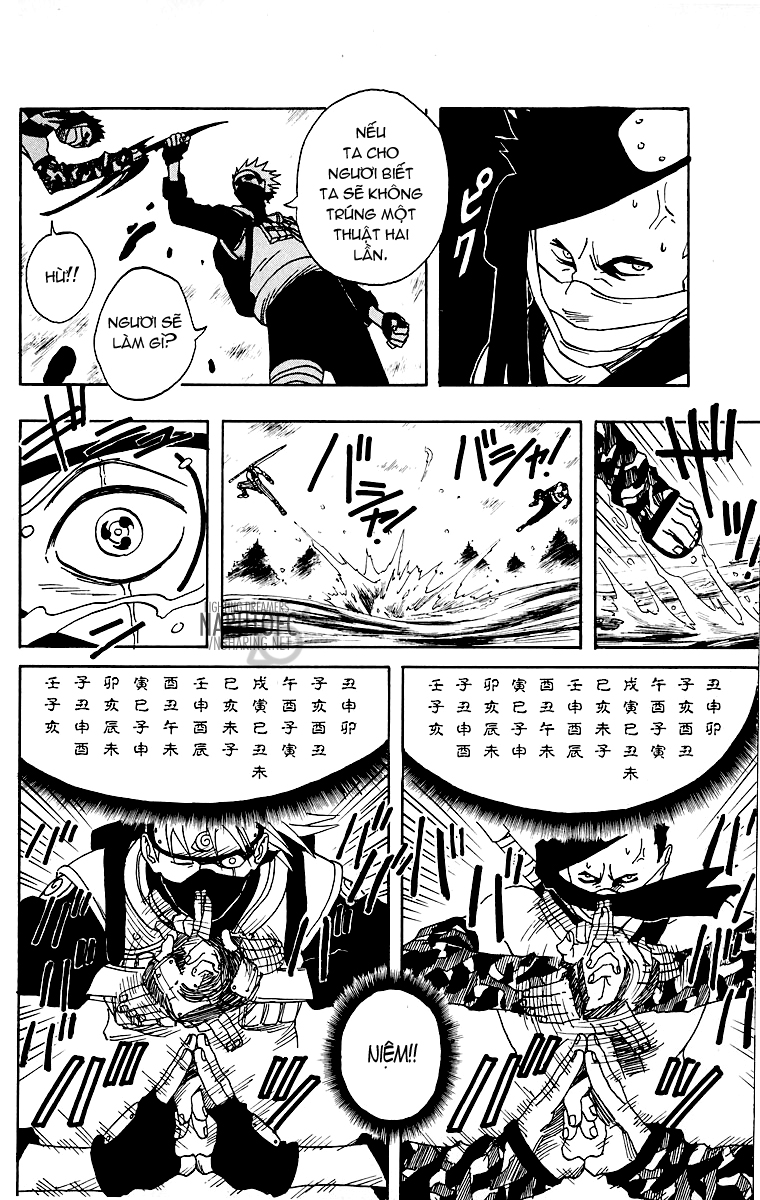 ピク
NẾU
TA CHO
NGƯƠI BIẾT
TA SẼ KHÔNG
TRÚNG MỘT
THUẬT HAI
LẦN.
NGƯƠI SẼ
LÀM GÌ?
HỪ!!
バシャ!
バシャ!
VNSHARING.NET
丑申卯
子亥酉丑
午酉子寅
戌寅巳丑未
巳亥未子
壬申酉辰
酉丑午未
寅巳子申
卯亥辰未
子丑申酉
壬子亥
丑申卯
子亥酉丑
午酉子寅
戌寅巳丑未
巳亥未子
壬申酉辰
酉丑午未
寅巳子申
卯亥辰未
子丑申酉
壬子亥
NIỆM!!